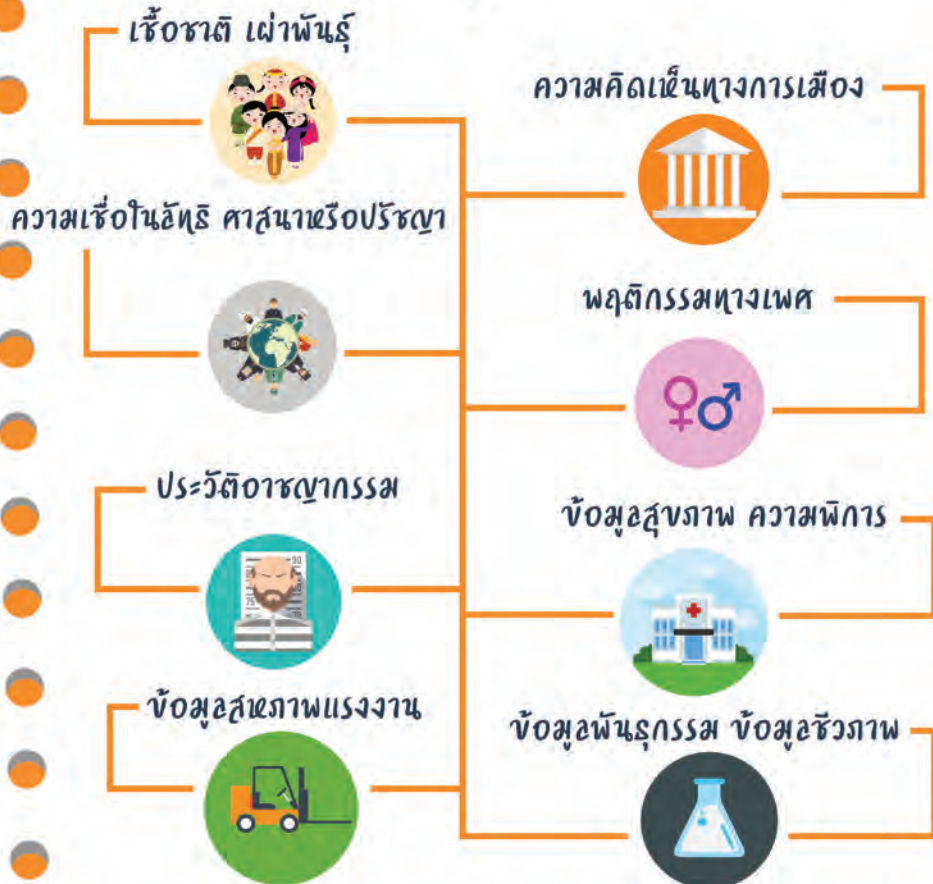 เชื้อชาติ เผ่าพันธุ์
ความคิดเห็นทางการเมือง
ความเชื่อในลัทธิ ศาสนาหรือปรัชญา
พฤติกรรมทางเพศ
ประวัติอาชญากรรม
ข้อมูลสุขภาพ ความพิการ
ข้อมูลสหภาพแรงงาน
ข้อมูลพันธุกรรม ข้อมูลชีวภาพ